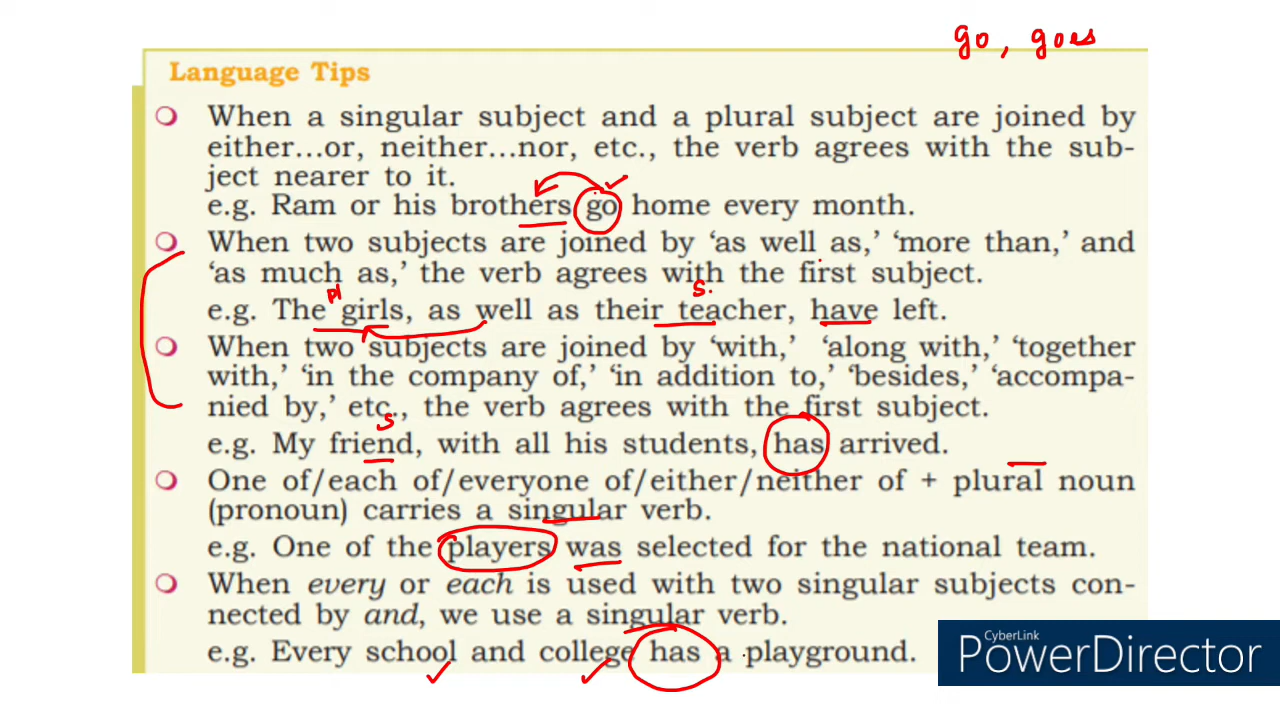 go, goes
Language Tips
When a singular subject and a plural subject are joined by
either...or, neither...nor, etc., the verb agrees with the sub-
ject nearer to it.
e.g. Ram or his brothers go home every month.
When two subjects are joined by ‘as well as,’ ‘more than,’ and
‘as much as,’ the verb agrees with the first subject.
pl s.
e.g. The girls, as well as their teacher, have left.
When two subjects are joined by ‘with,’ ‘along with,’ ‘together
with,’ ‘in the company of,’ ‘in addition to,’ ‘besides,’ ‘accompa-
nied by,’ etc., the verb agrees with the first subject.
s
e.g. My friend, with all his students, has arrived.
One of/each of/everyone of/either/neither of + plural noun
(pronoun) carries a singular verb.
e.g. One of the players was selected for the national team.
When every or each is used with two singular subjects con-
nected by and, we use a singular verb.
e.g. Every school and college has a playground.
CyberLink
PowerDirector